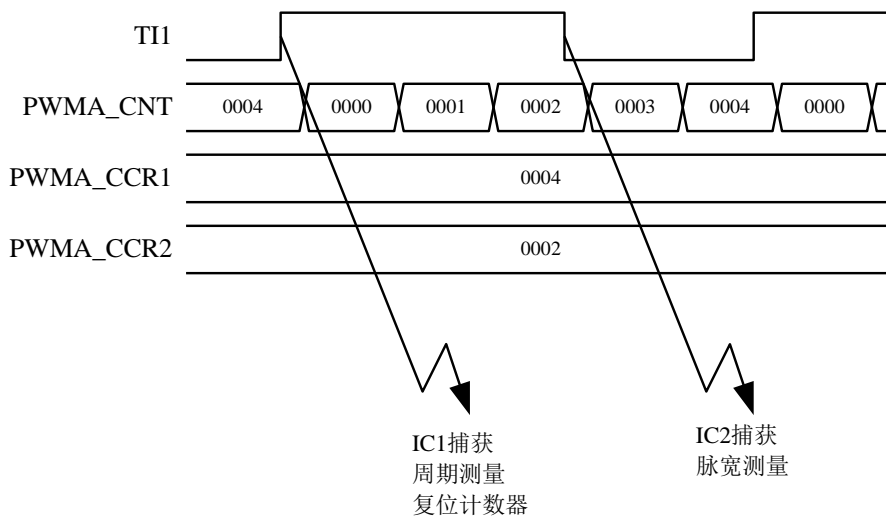 TI1
PWMA_CNT 0004 0000 0001 0002 0003 0004 0000
PWMA_CCR1 0004
PWMA_CCR2 0002
IC1捕获
周期测量
复位计数器
IC2捕获
脉宽测量